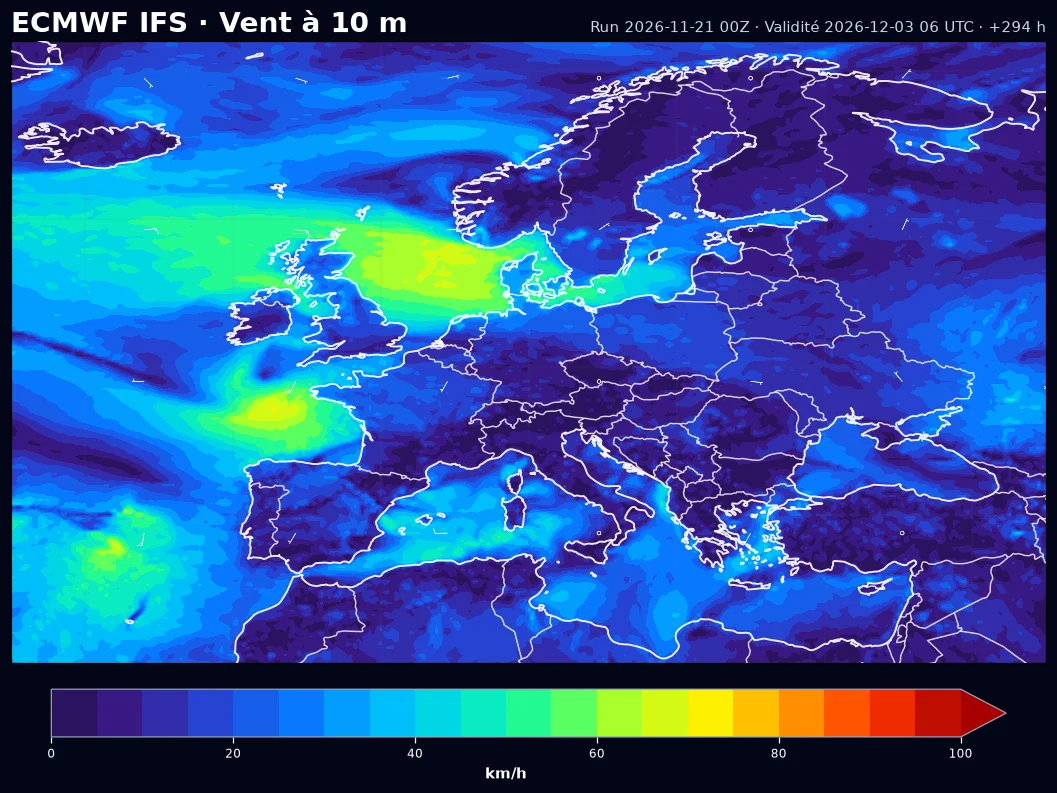 ECMWF IFS · Vent à 10 m
Run 2026-11-21 00Z · Validité 2026-12-03 06 UTC · +294 h
0 20 40 60 80 100
km/h